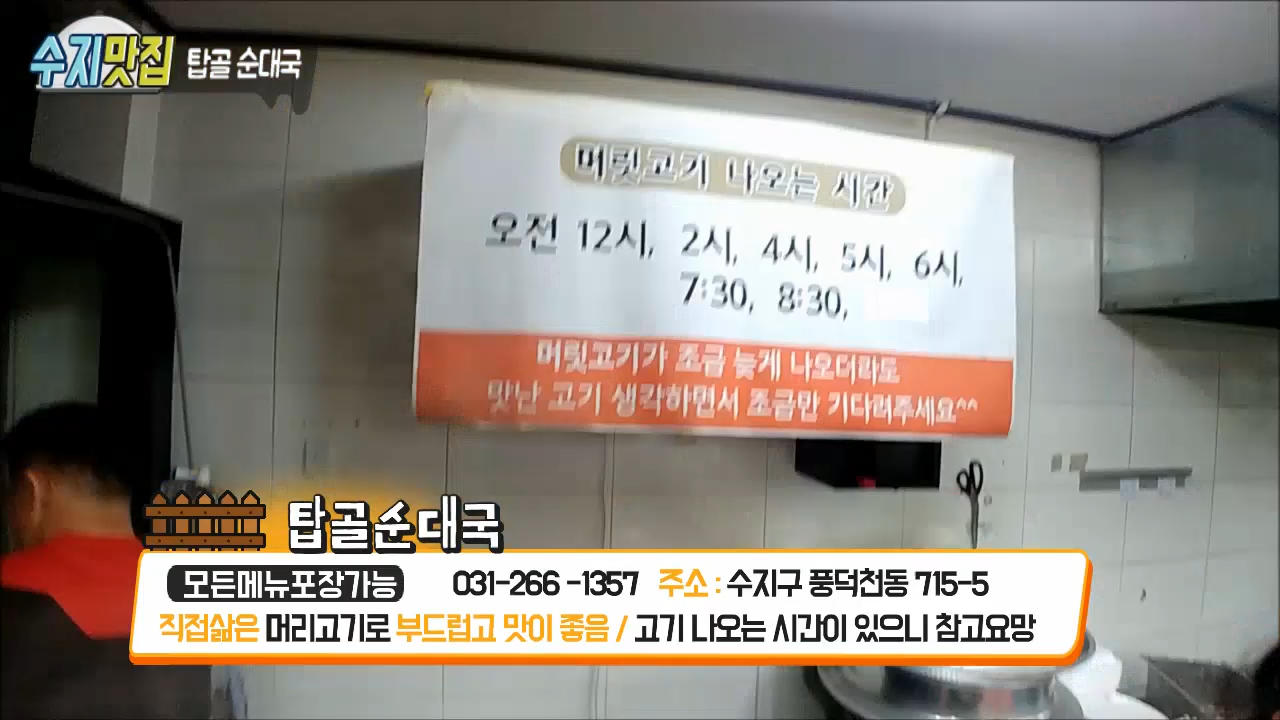 수지맛집 탑골 순대국
머릿고기 나오는 시간
오전 12시, 2시, 4시, 5시, 6시,
7:30, 8:30,
머릿고기가 조금 늦게 나오더라도
맛난 고기 생각하면서 조금만 기다려주세요^^
탑골순대국
모든메뉴포장가능 031-266-1357 주소 : 수지구 풍덕천동 715-5
직접삶은 머리고기로 부드럽고 맛이 좋음 / 고기 나오는 시간이 있으니 참고요망